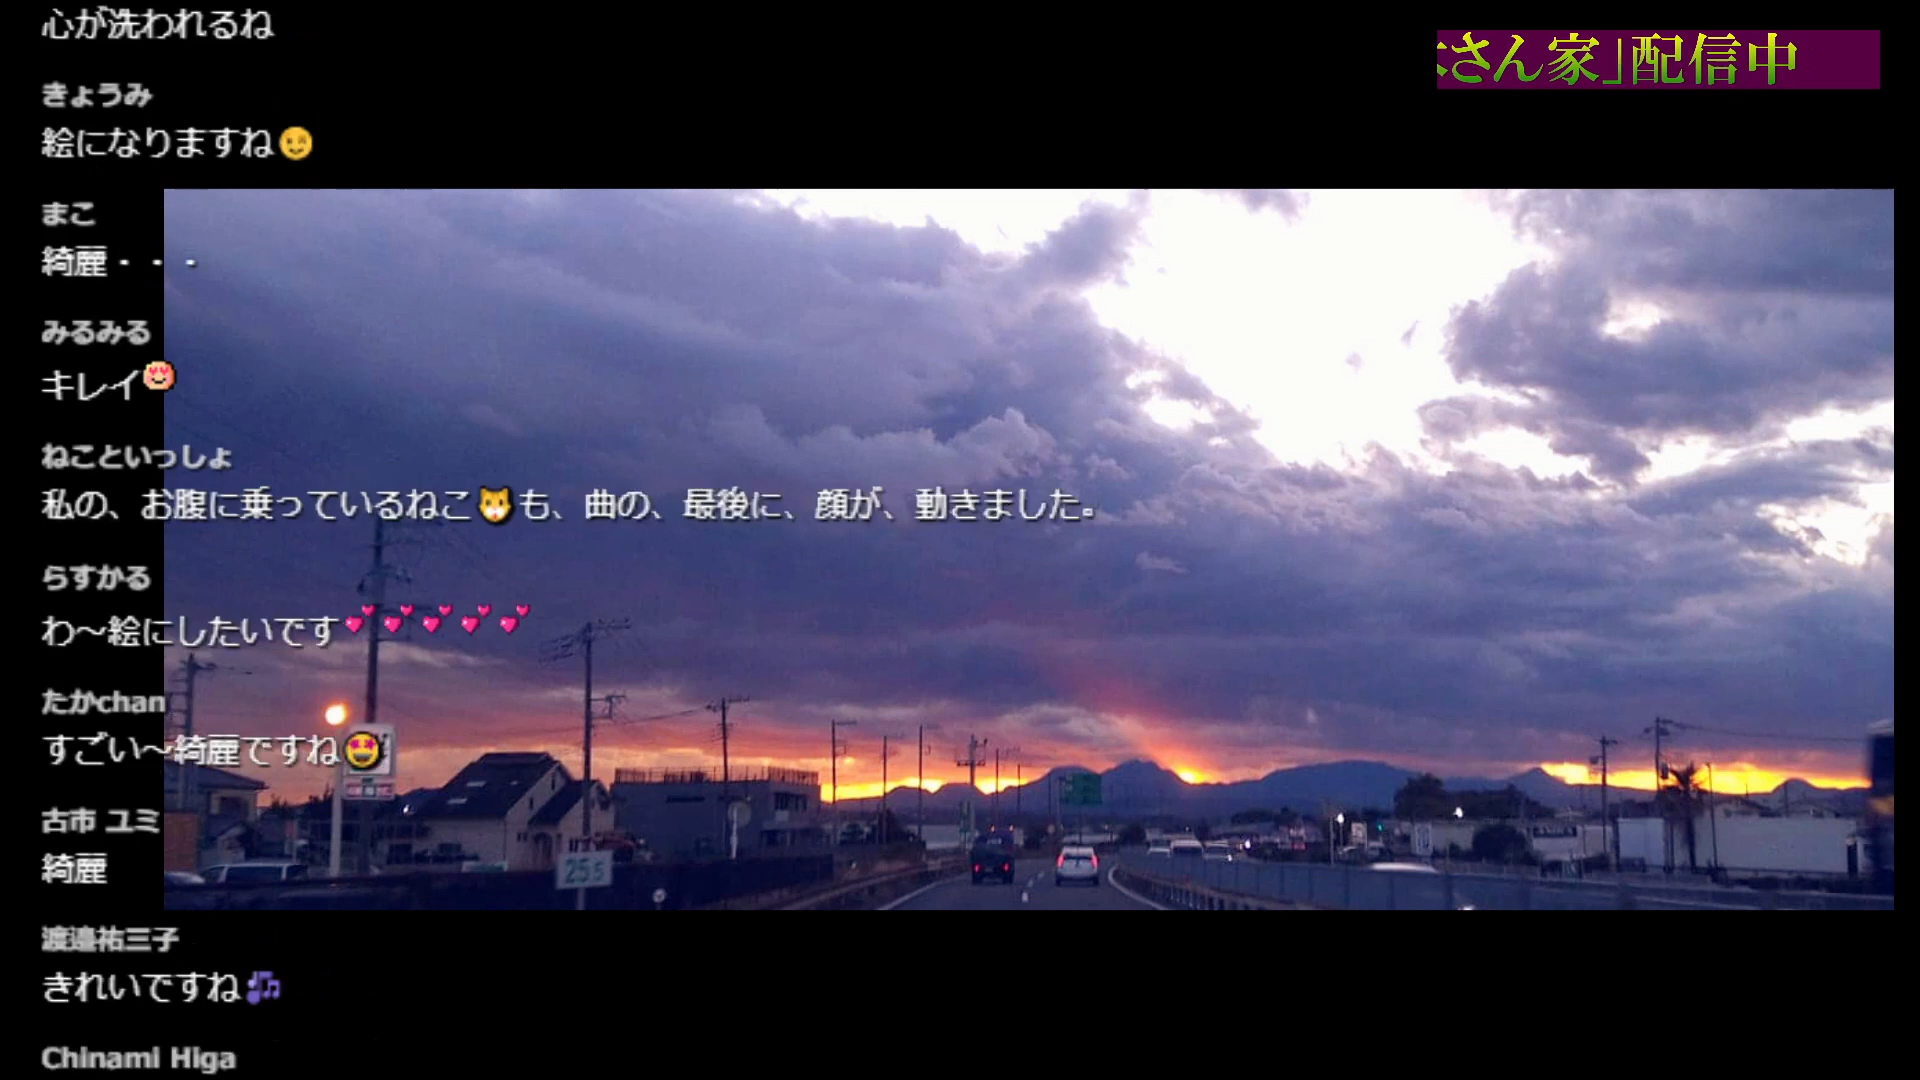 心が洗われるね
さん家」配信中
きょうみ
絵になりますね😉
まこ
綺麗・・・
みるみる
キレイ😍
ねこといっしょ
私の、お腹に乗っているねこ🐱も、曲の、最後に、顔が、動きました。
らすかる
わ～絵にしたいです💕💕💕💕💕
たかchan
すごい～綺麗ですね🤩
古市 ユミ
綺麗
255
渡邉祐三子
きれいですね🎶
Chinami Higa